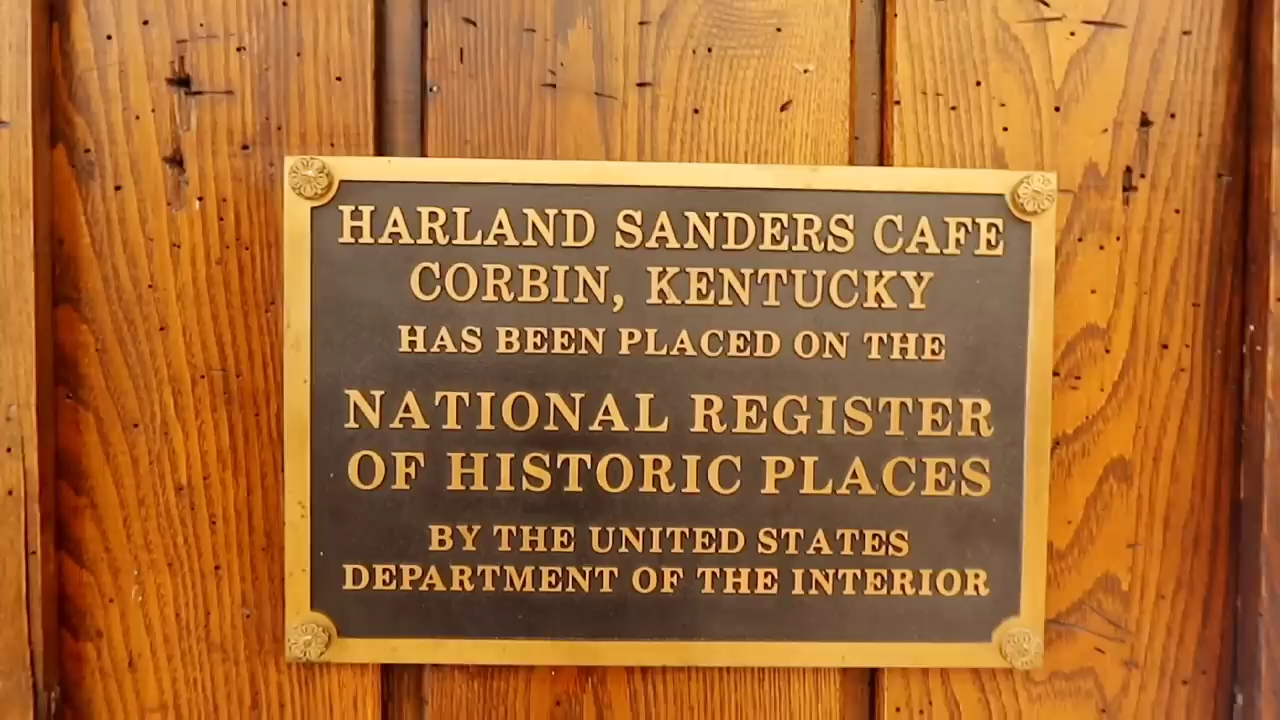 HARLAND SANDERS CAFE
CORBIN, KENTUCKY
HAS BEEN PLACED ON THE
NATIONAL REGISTER
OF HISTORIC PLACES
BY THE UNITED STATES
DEPARTMENT OF THE INTERIOR